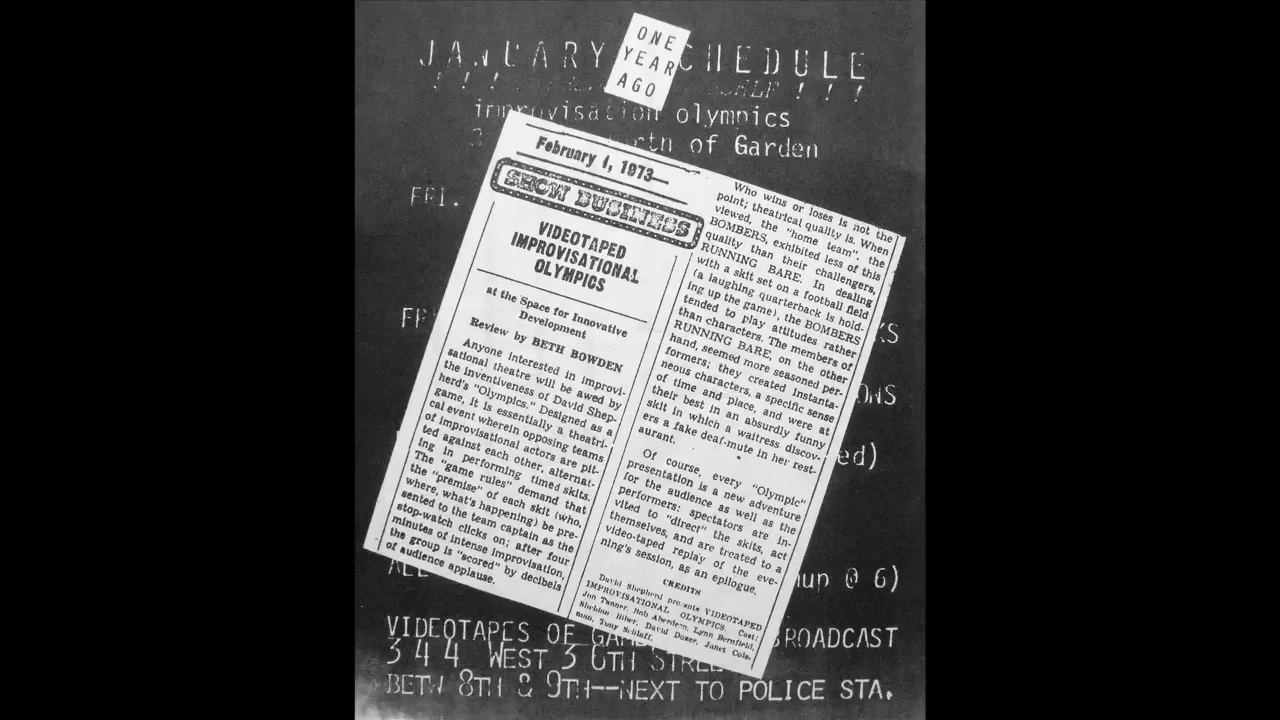 ONE
YEAR
AGO
JANUARY SCHEDULE
! ! ! ! ! !
improvisation olympics
of Garden
FRI.
February 1, 1973—
SHOW BUSINESS
VIDEOTAPED
IMPROVISATIONAL
OLYMPICS
at the Space for Innovative
Development
Review by BETH BOWDEN
Anyone interested in improvi-
sational theatre will be awed by
the inventiveness of David Shep-
herd's "Olympics." Designed as a
game, it is essentially a theatri-
cal event wherein opposing teams
of improvisational actors are pit-
ted against each other, alternat-
ing in performing timed skits.
The "game rules" demand that
the "premise" of each skit (who,
where, what's happening) be pre-
sented to the team captain as the
stop-watch clicks on; after four
minutes of intense improvisation,
the group is "scored" by decibels
of audience applause.
Who wins or loses is not the
point; theatrical quality is. When
viewed, the "home team", the
BOMBERS, exhibited less of this
quality than their challengers,
RUNNING BARE. In dealing
with a skit set on a football field
(a laughing quarterback is hold-
ing up the game), the BOMBERS
tended to play attitudes rather
than characters. The members of
RUNNING BARE, on the other
hand, seemed more seasoned per-
formers; they created instanta-
neous characters, a specific sense
of time and place, and were at
their best in an absurdly funny
skit in which a waitress discov-
ers a fake deaf-mute in her rest-
aurant.
Of course, every "Olympic"
presentation is a new adventure
for the audience as well as the
performers: spectators are in-
vited to "direct" the skits, act
themselves, and are treated to a
video-taped replay of the eve-
ning's session, as an epilogue.
CREDITS
David Shepherd presents VIDEOTAPED
IMPROVISATIONAL OLYMPICS. Cast:
Jon Tanner, Bob Aberdeen, Lynn Bernfield,
Sheldon Biber, David Dozer, Janet Cole-
man, Tony Schlaff.
KS
ONS
ed)
@ 6)
VIDEOTAPES OF BROADCAST
344 WEST 36TH STREE
BETW 8TH & 9TH--NEXT TO POLICE STA.